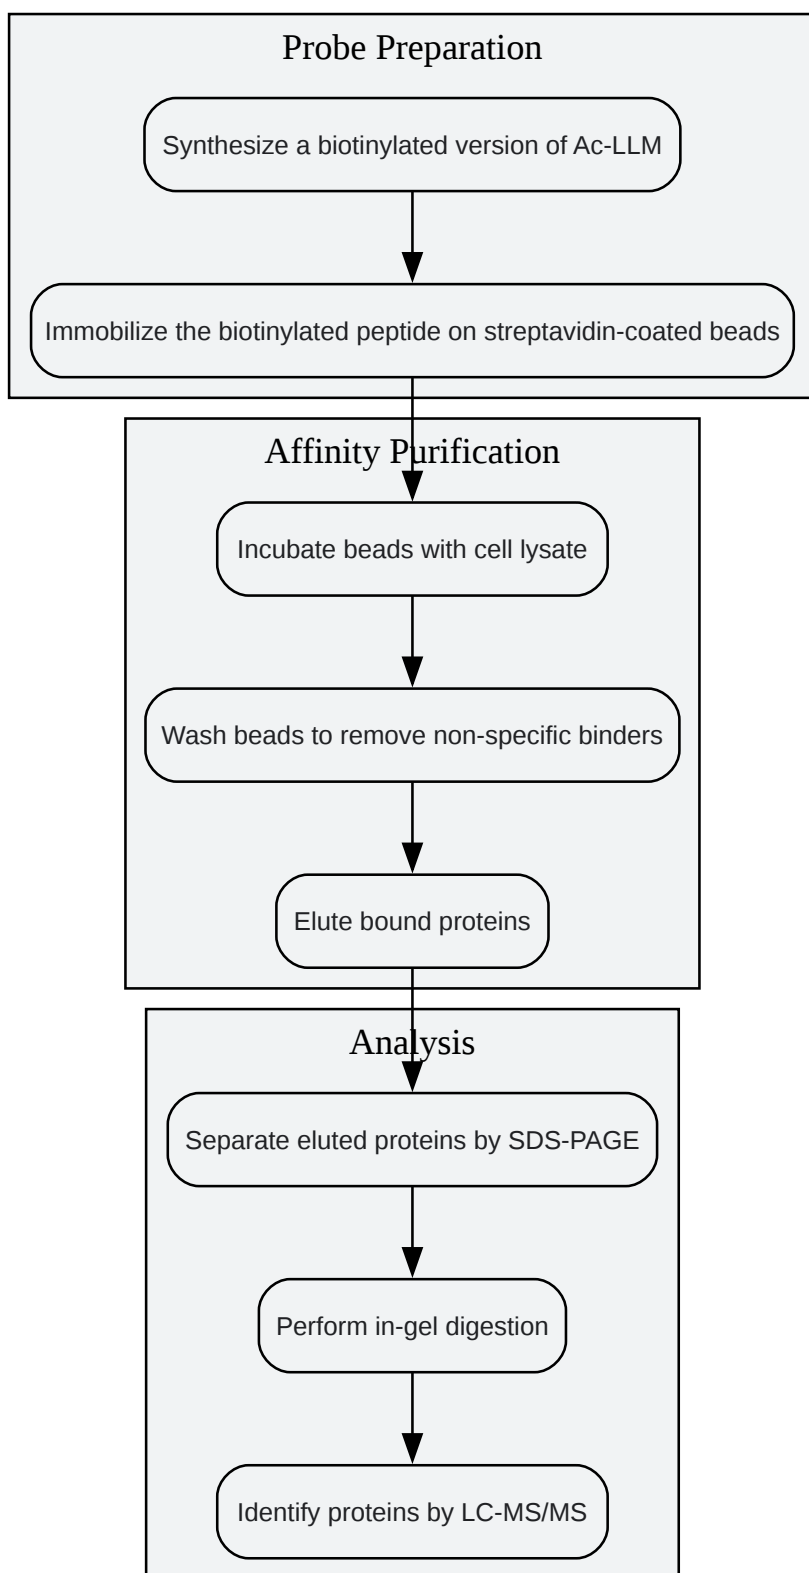 Probe Preparation
Synthesize a biotinylated version of Ac-LLM
Immobilize the biotinylated peptide on streptavidin-coated beads
Affinity Purification
Incubate beads with cell lysate
Wash beads to remove non-specific binders
Elute bound proteins
Analysis
Separate eluted proteins by SDS-PAGE
Perform in-gel digestion
Identify proteins by LC-MS/MS